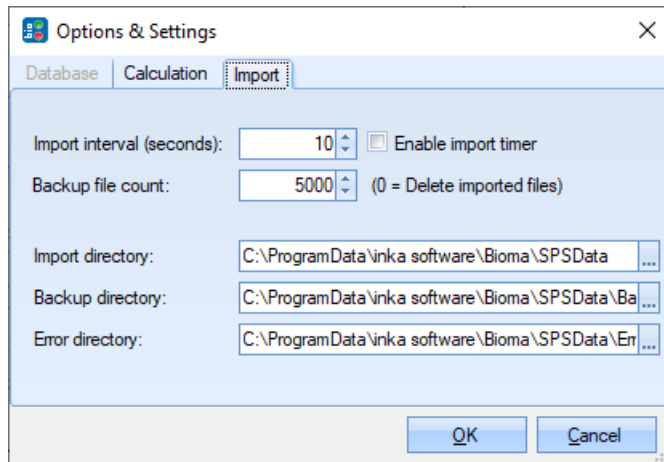 Options & Settings
Database Calculation Import
Import interval (seconds): 10 Enable import timer
Backup file count: 5000 (0 = Delete imported files)
Import directory: C:\ProgramData\inka software\Bioma\SPSData ...
Backup directory: C:\ProgramData\inka software\Bioma\SPSData\Ba ...
Error directory: C:\ProgramData\inka software\Bioma\SPSData\Err ...
OK Cancel